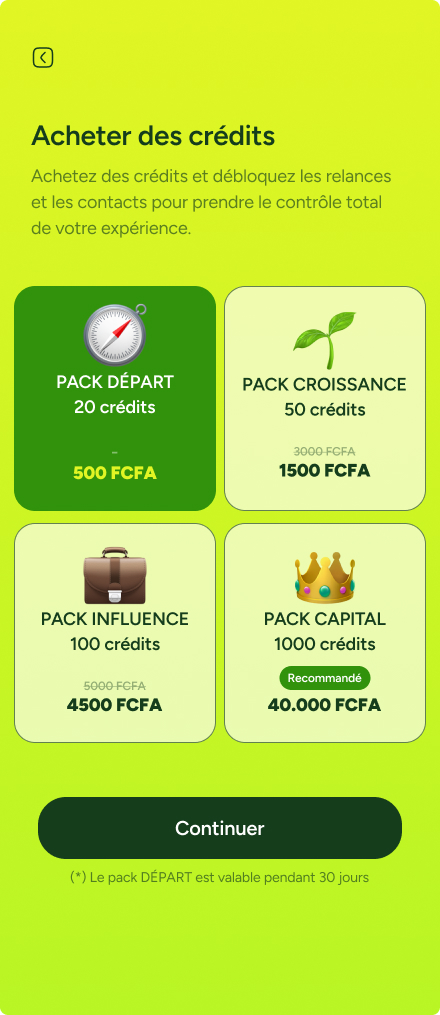 Acheter des crédits
Achetez des crédits et débloquez les relances
et les contacts pour prendre le contrôle total
de votre expérience.
PACK DÉPART
20 crédits
-
500 FCFA
PACK CROISSANCE
50 crédits
3000 FCFA
1500 FCFA
PACK INFLUENCE
100 crédits
5000 FCFA
4500 FCFA
PACK CAPITAL
1000 crédits
Recommandé
40.000 FCFA
Continuer
(*) Le pack DÉPART est valable pendant 30 jours